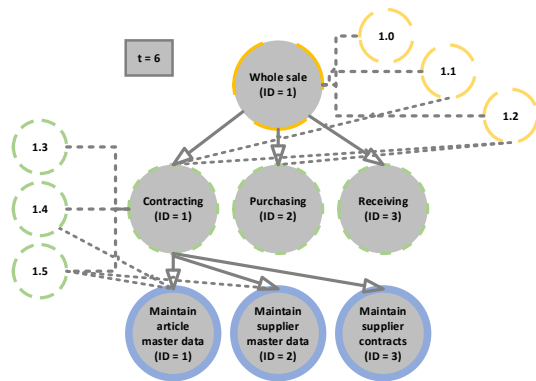 1.0
t = 6
1.1
Whole sale
(ID = 1)
1.2
1.3
1.4
Contracting
(ID = 1)
Purchasing
(ID = 2)
Receiving
(ID = 3)
1.5
Maintain
article
master data
(ID = 1)
Maintain
supplier
master data
(ID = 2)
Maintain
supplier
contracts
(ID = 3)